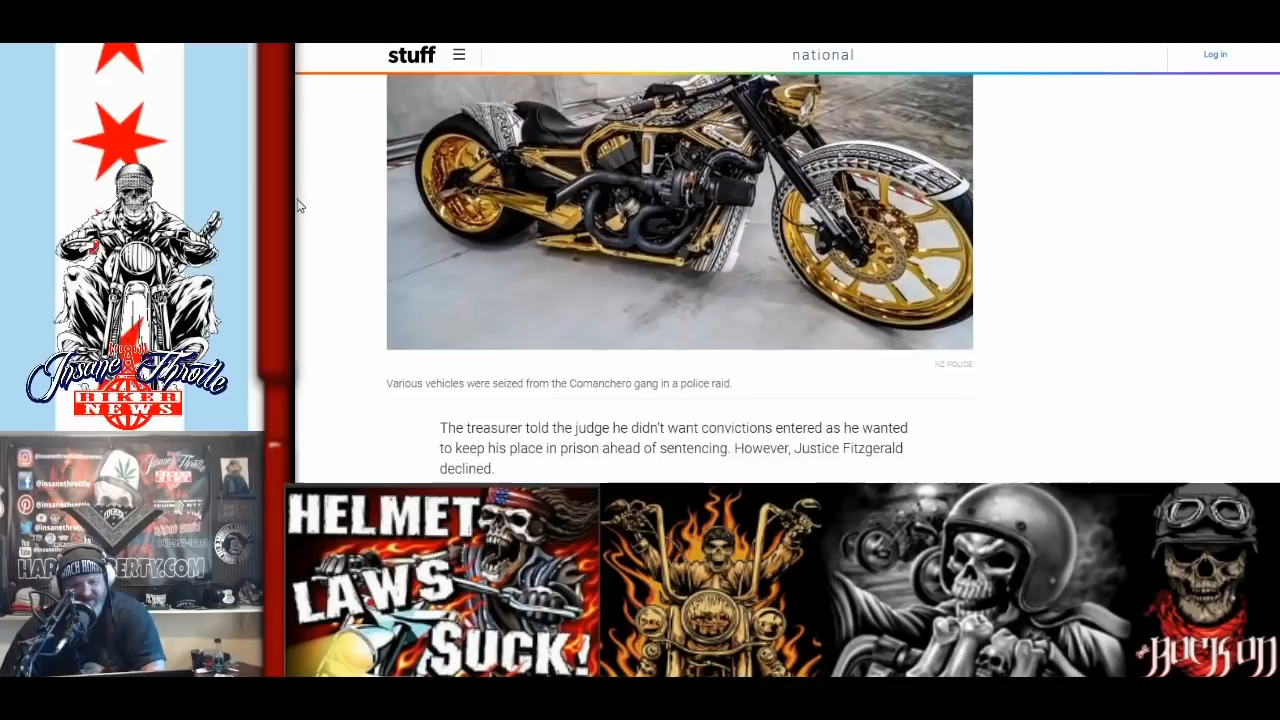 stuff
national
Log in
NZ POLICE
Various vehicles were seized from the Comanchero gang in a police raid.
The treasurer told the judge he didn't want convictions entered as he wanted
to keep his place in prison ahead of sentencing. However, Justice Fitzgerald
declined.
Insane Throttle
BIKER
NEWS
@insanethrottle
@insanethrottle
HELMET
LAWS
SUCK!
ROCK ON